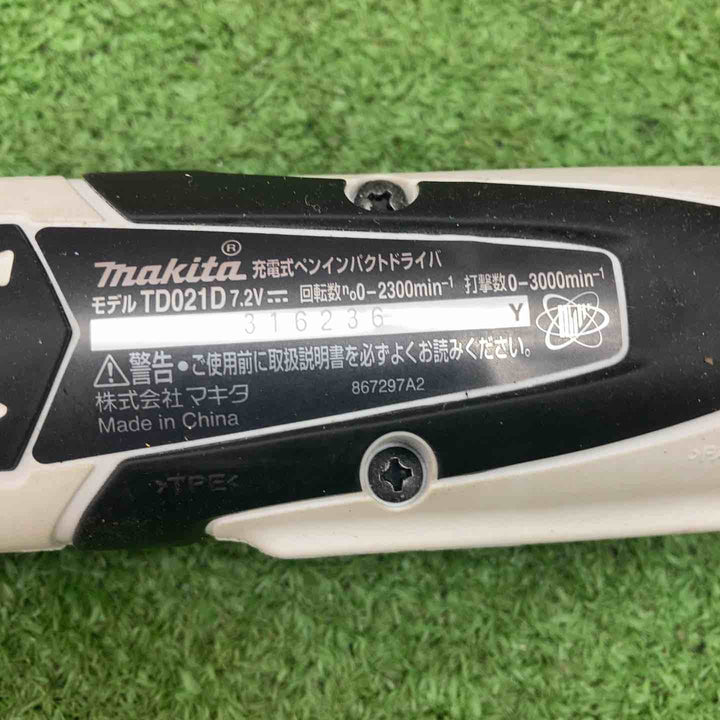 makita® 充電式ペンインパクトドライバ
モデル TD021D 7.2V⎓ 回転数n₀0−2300min⁻¹ 打撃数0−3000min⁻¹
316236 Y
⚠警告・ご使用前に取扱説明書を必ずよくお読みください。
株式会社マキタ 867297A2
Made in China
>TPE<